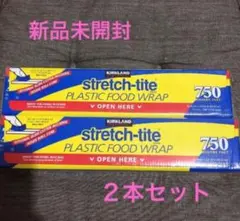 新品未開封
KIRKLAND
stretch-tite
PLASTIC FOOD WRAP
750
OPEN HERE
KIRKLAND
stretch-tite
PLASTIC FOOD WRAP
750
OPEN HERE
2本セット